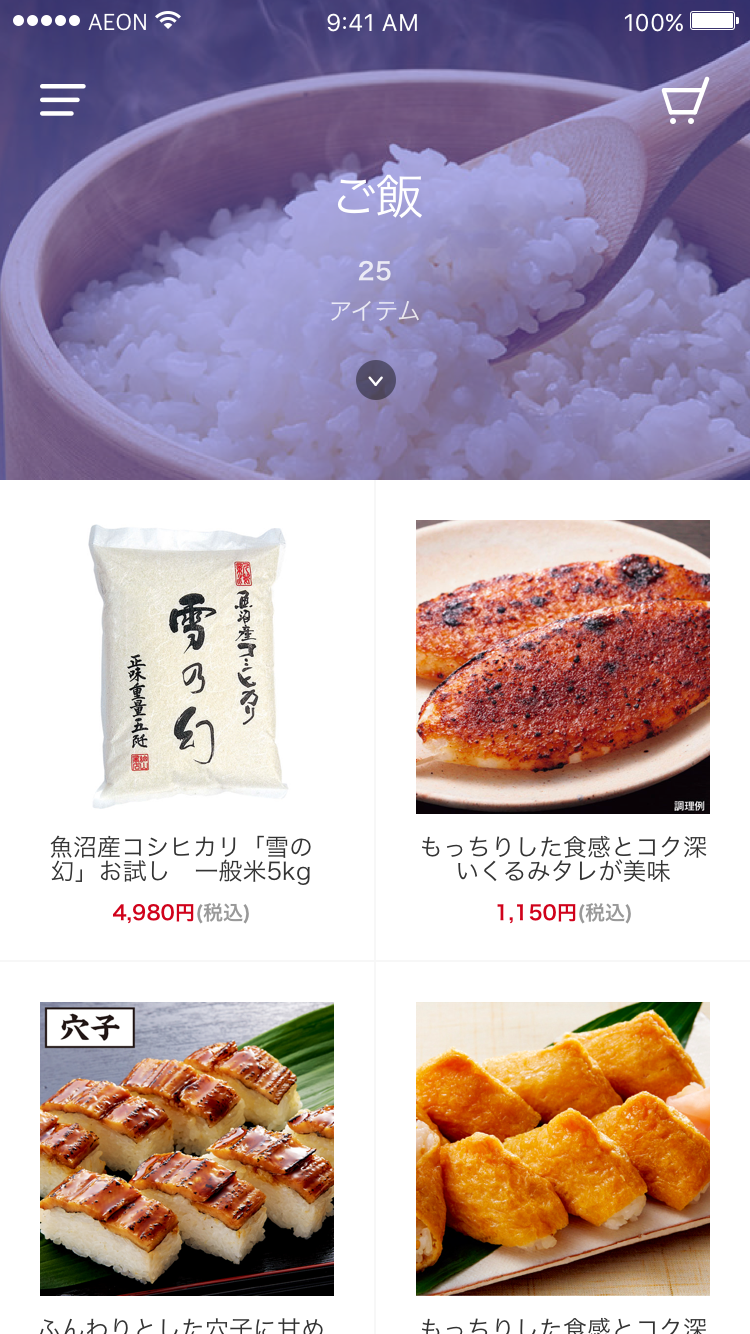 AEON 9:41 AM 100%
ご飯
25
アイテム
魚沼産コシヒカリ
雪の幻
正味重量五瓩
魚沼産コシヒカリ「雪の
幻」お試し　一般米5kg
4,980円(税込)
調理例
もっちりした食感とコク深
いくるみタレが美味
1,150円(税込)
穴子
ふんわりとした穴子に甘め
もっちりした食感とコク深